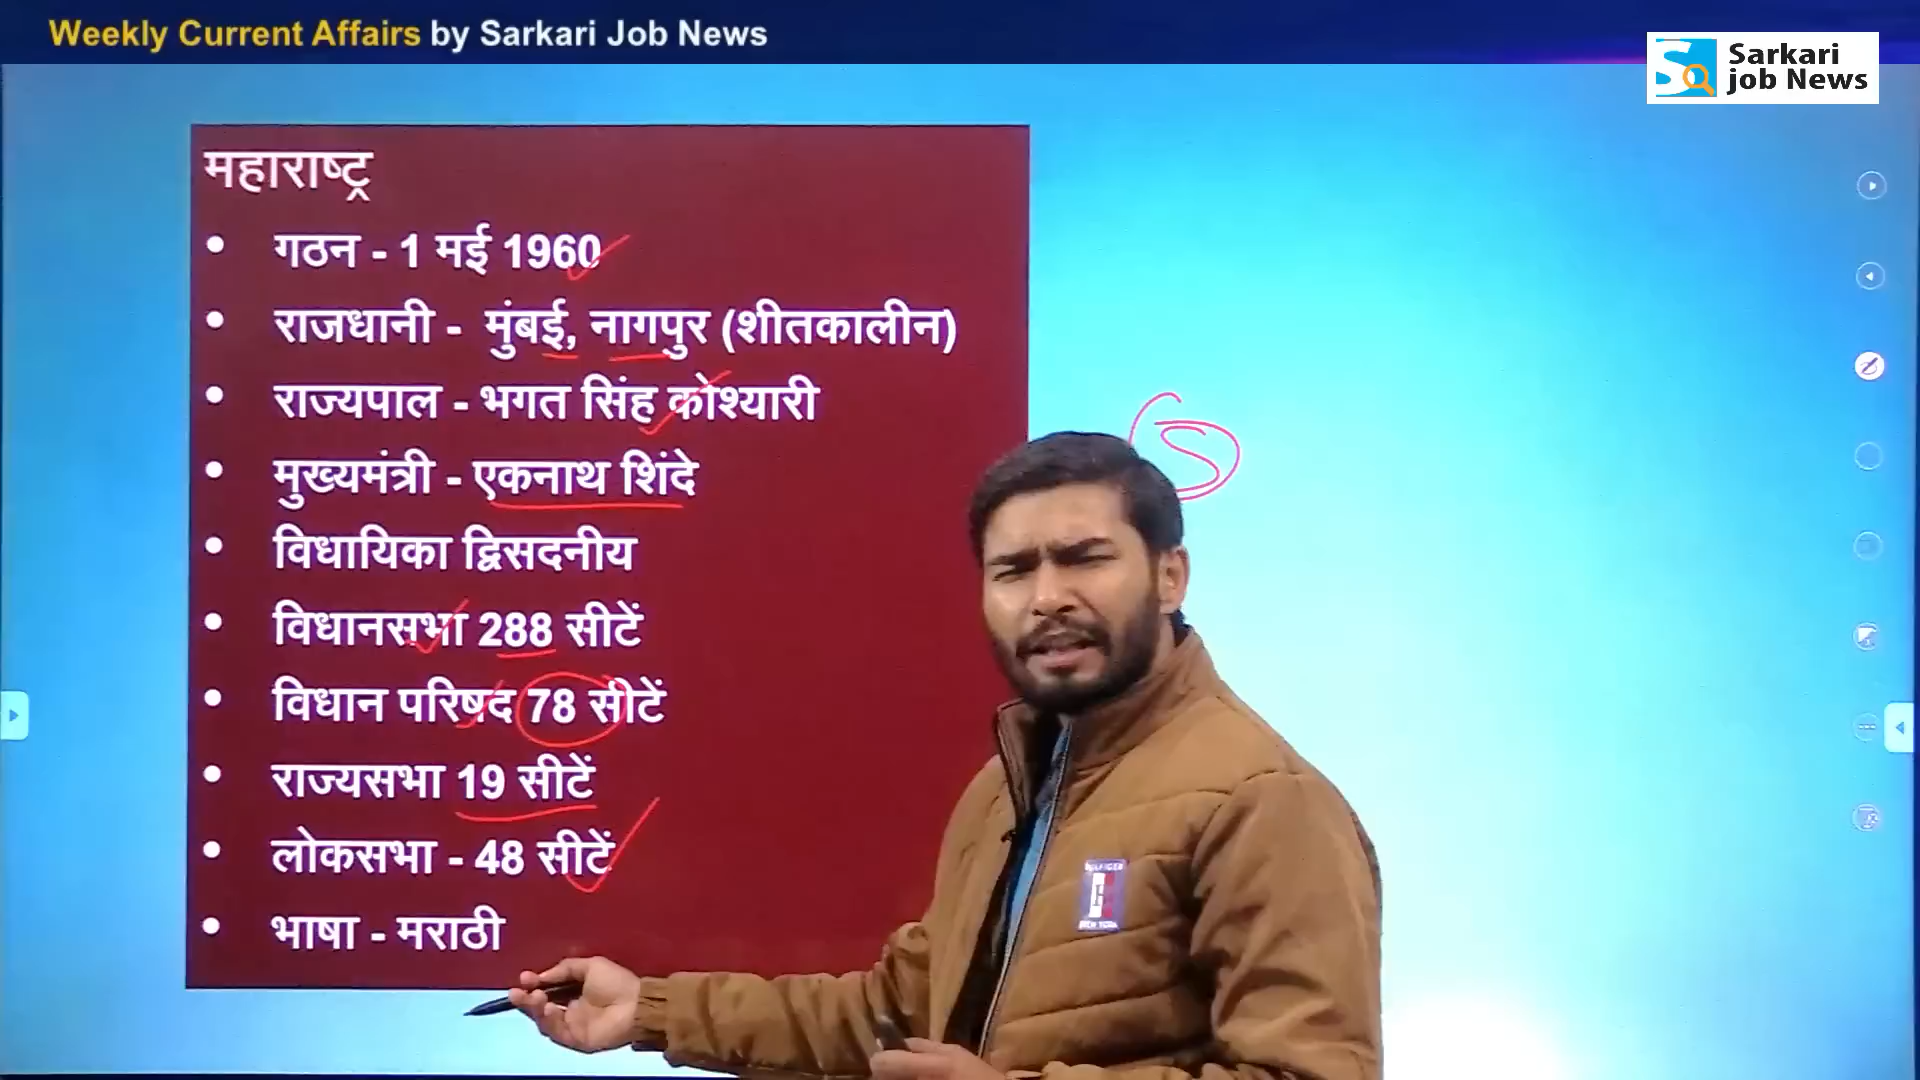 Weekly Current Affairs by Sarkari Job News
Sarkari
job News
महाराष्ट्र
• गठन - 1 मई 1960
• राजधानी - मुंबई, नागपुर (शीतकालीन)
• राज्यपाल - भगत सिंह कोश्यारी
• मुख्यमंत्री - एकनाथ शिंदे
• विधायिका द्विसदनीय
• विधानसभा 288 सीटें
• विधान परिषद 78 सीटें
• राज्यसभा 19 सीटें
• लोकसभा - 48 सीटें
• भाषा - मराठी